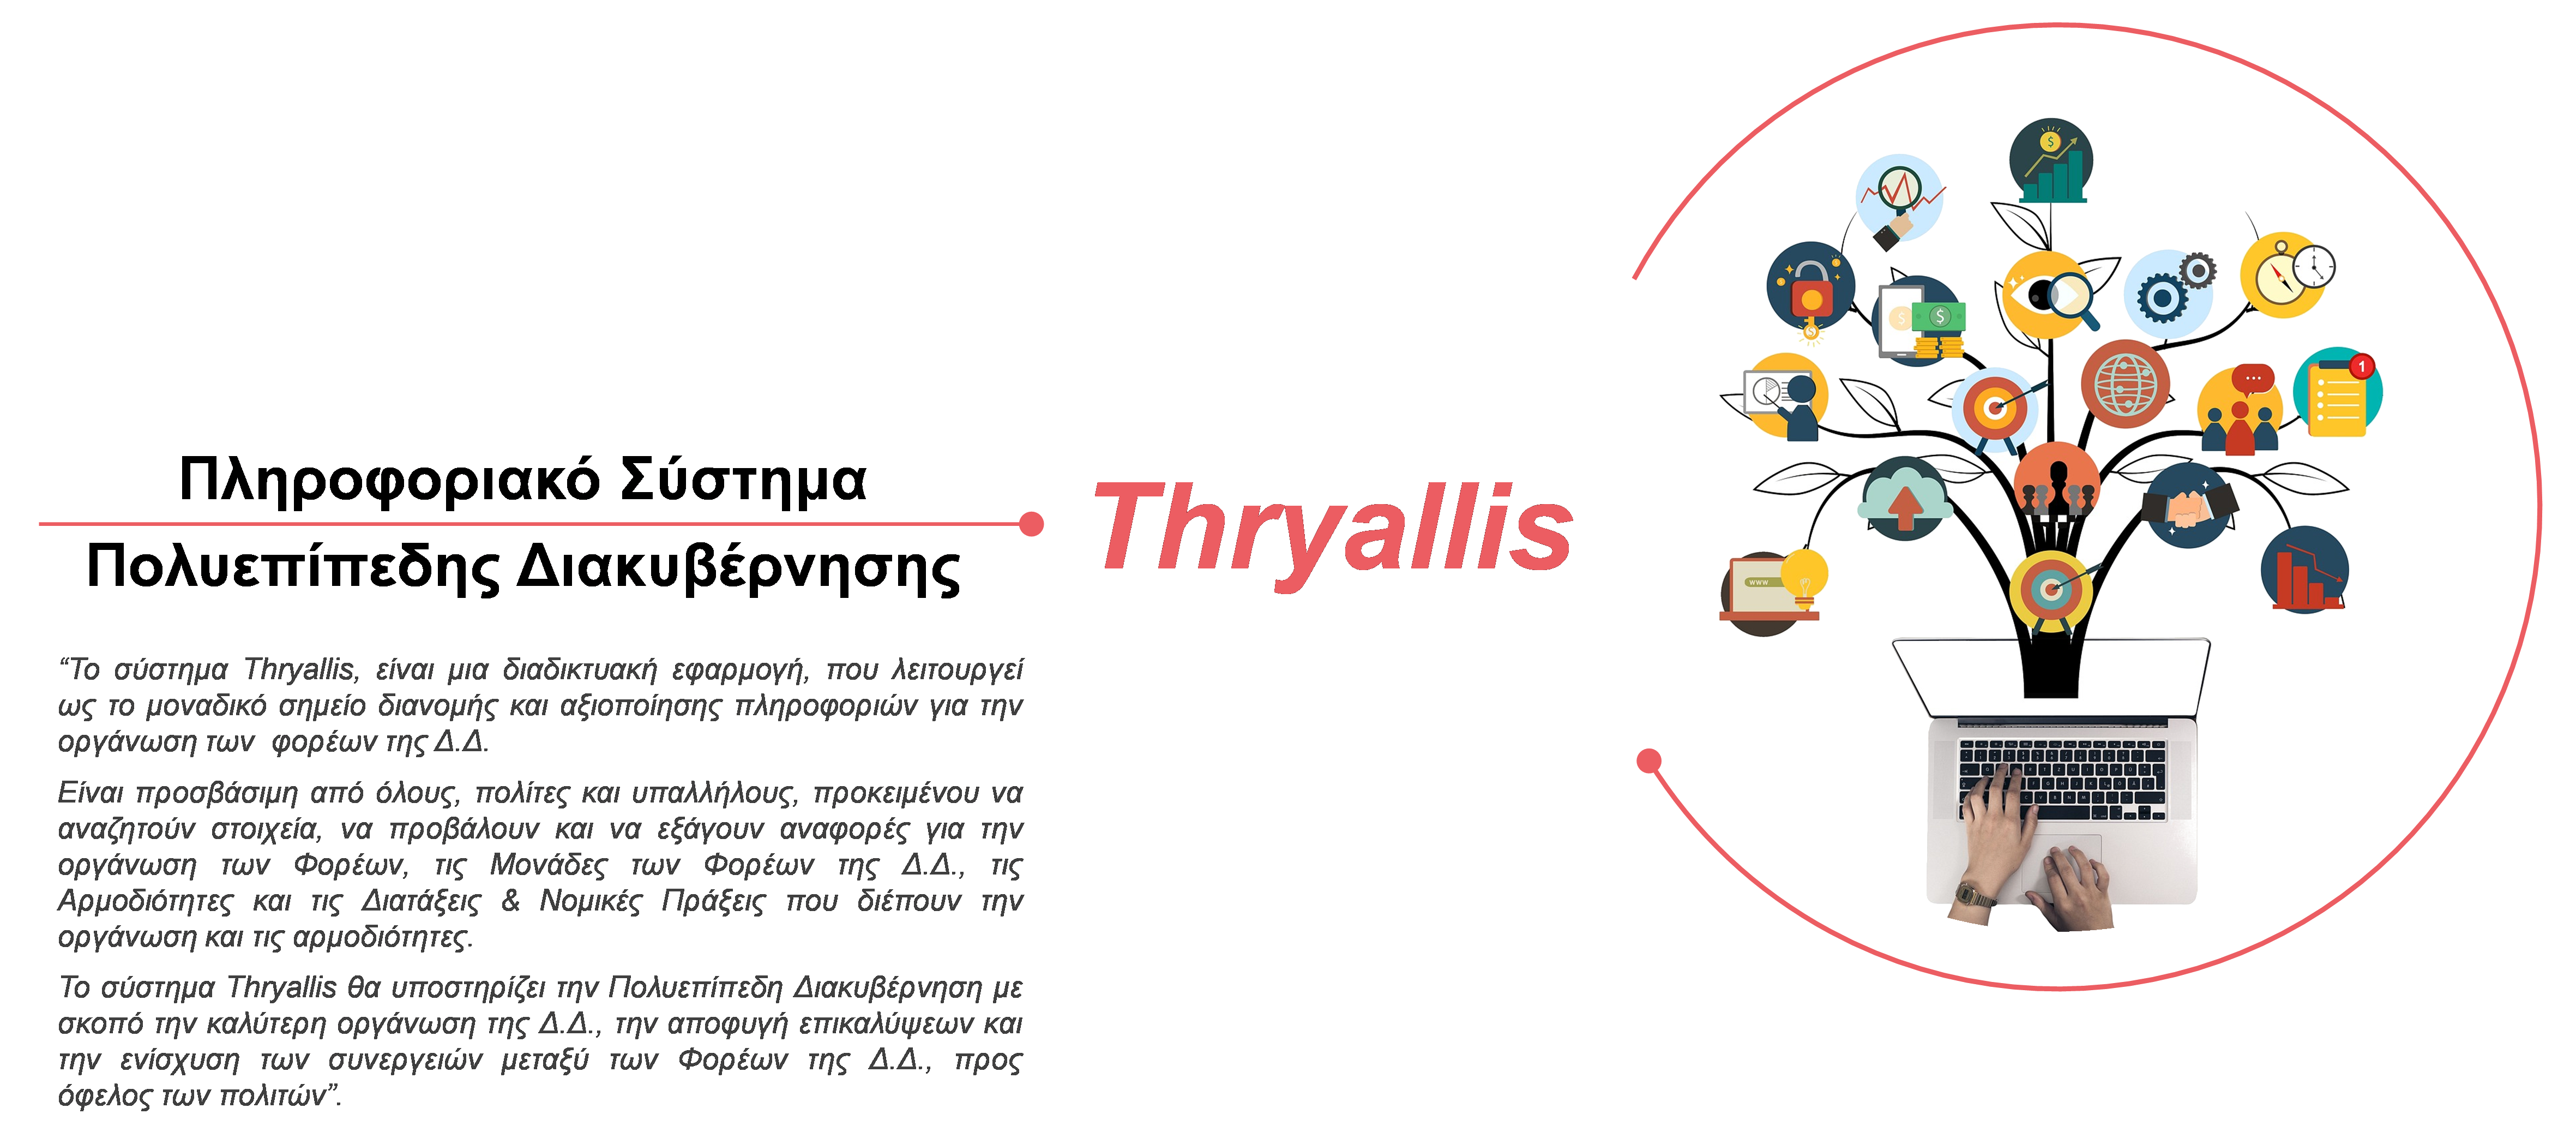 Πληροφοριακό Σύστημα
Πολυεπίπεδης Διακυβέρνησης
Thryallis
“Το σύστημα Thryallis, είναι μια διαδικτυακή εφαρμογή, που λειτουργεί
ως το μοναδικό σημείο διανομής και αξιοποίησης πληροφοριών για την
οργάνωση των  φορέων της Δ.Δ.
Είναι προσβάσιμη από όλους, πολίτες και υπαλλήλους, προκειμένου να
αναζητούν στοιχεία, να προβάλουν και να εξάγουν αναφορές για την
οργάνωση των Φορέων, τις Μονάδες των Φορέων της Δ.Δ., τις
Αρμοδιότητες και τις Διατάξεις & Νομικές Πράξεις που διέπουν την
οργάνωση και τις αρμοδιότητες.
Το σύστημα Thryallis θα υποστηρίζει την Πολυεπίπεδη Διακυβέρνηση με
σκοπό την καλύτερη οργάνωση της Δ.Δ., την αποφυγή επικαλύψεων και
την ενίσχυση των συνεργειών μεταξύ των Φορέων της Δ.Δ., προς
όφελος των πολιτών”.
$
$
$
1
www